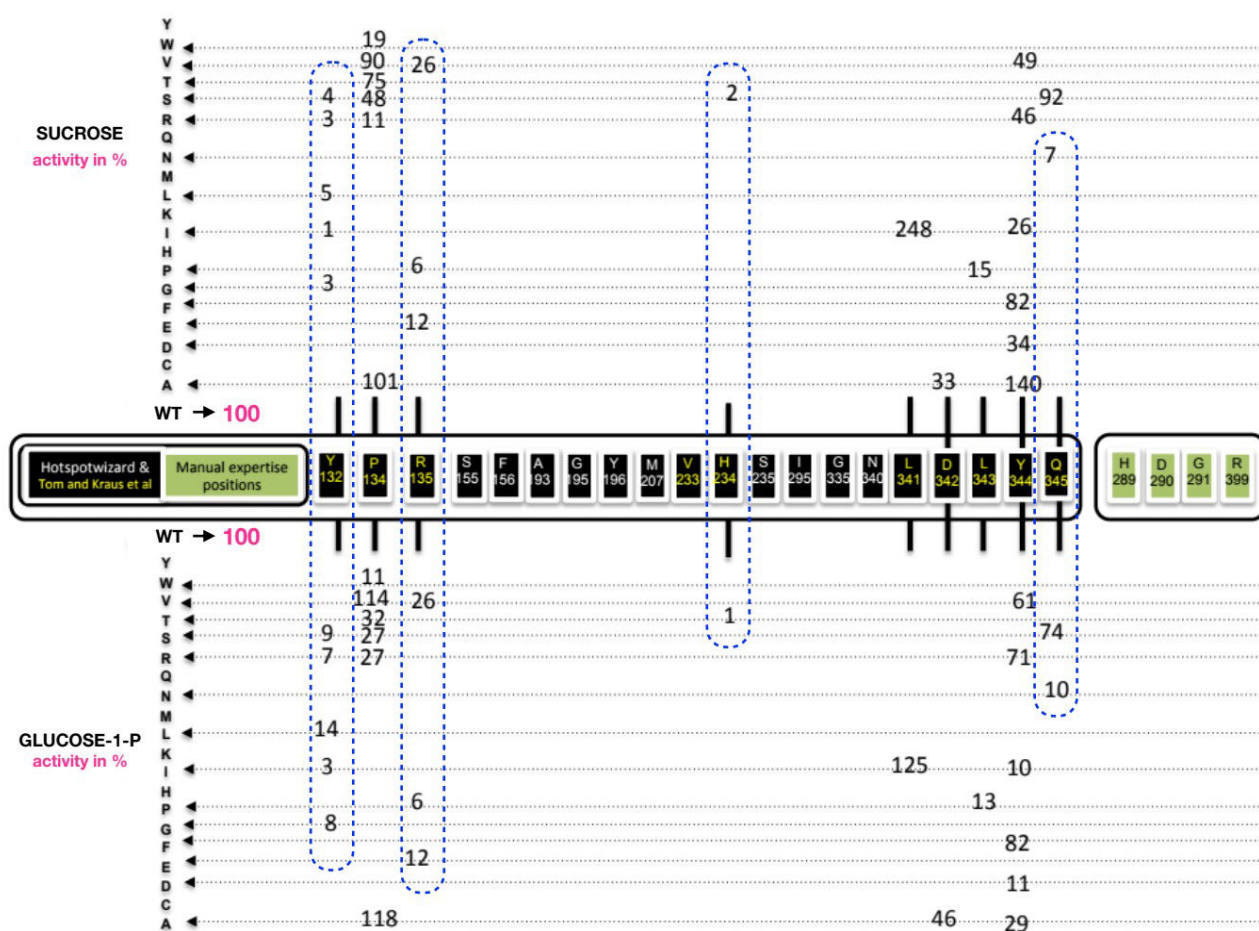 Y
W 19
V 90 26 49
T 75
S 4 48 2 92
R 3 11 46
SUCROSE
activity in %
Q
N 7
M
L 5
K
I 1 248 26
H
P 6 15
G 3
F 82
E 12
D 34
C
A 101 33 140
WT → 100
Hotspotwizard &
Tom and Kraus et al
Manual expertise
positions
Y
132
P
134
R
135
S
155
F
156
A
193
G
195
Y
196
M
207
V
233
H
234
S
235
I
295
G
335
N
340
L
341
D
342
L
343
Y
344
Q
345
H
289
D
290
G
291
R
399
WT → 100
Y
W 11
V 114 26 61
T 32 1
S 9 27 74
R 7 27 71
Q
N 10
M
L 14
GLUCOSE-1-P
activity in %
K
I 3 125 10
H
P 6 13
G 8
F 82
E 12
D 11
C
A 118 46 29